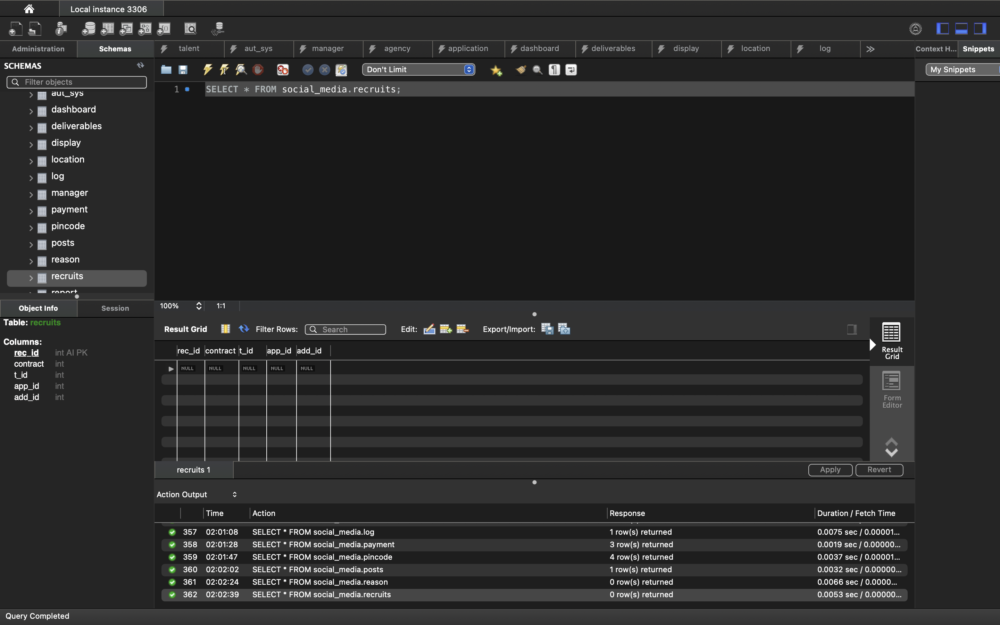 Local instance 3306
Administration Schemas
talent aut_sys manager agency application dashboard deliverables display location log
Context H... Snippets
SCHEMAS
Filter objects
Don't Limit
My Snippets
1 SELECT * FROM social_media.recruits;
aut_sys
dashboard
deliverables
display
location
log
manager
payment
pincode
posts
reason
recruits
report
Object Info Session
100% 1:1
Table: recruits
Columns:
rec_id int AI PK
contract int
t_id int
app_id int
add_id int
Result Grid Filter Rows: Search Edit: Export/Import:
rec_id contract t_id app_id add_id
NULL NULL NULL NULL NULL
Result
Grid
Form
Editor
recruits 1
Apply Revert
Action Output
Time Action Response Duration / Fetch Time
357 02:01:08 SELECT * FROM social_media.log 1 row(s) returned 0.0075 sec / 0.00001...
358 02:01:28 SELECT * FROM social_media.payment 3 row(s) returned 0.0019 sec / 0.00000...
359 02:01:47 SELECT * FROM social_media.pincode 4 row(s) returned 0.0037 sec / 0.00001...
360 02:02:02 SELECT * FROM social_media.posts 1 row(s) returned 0.0032 sec / 0.00000...
361 02:02:24 SELECT * FROM social_media.reason 0 row(s) returned 0.0066 sec / 0.0000...
362 02:02:39 SELECT * FROM social_media.recruits 0 row(s) returned 0.0053 sec / 0.00000...
Query Completed